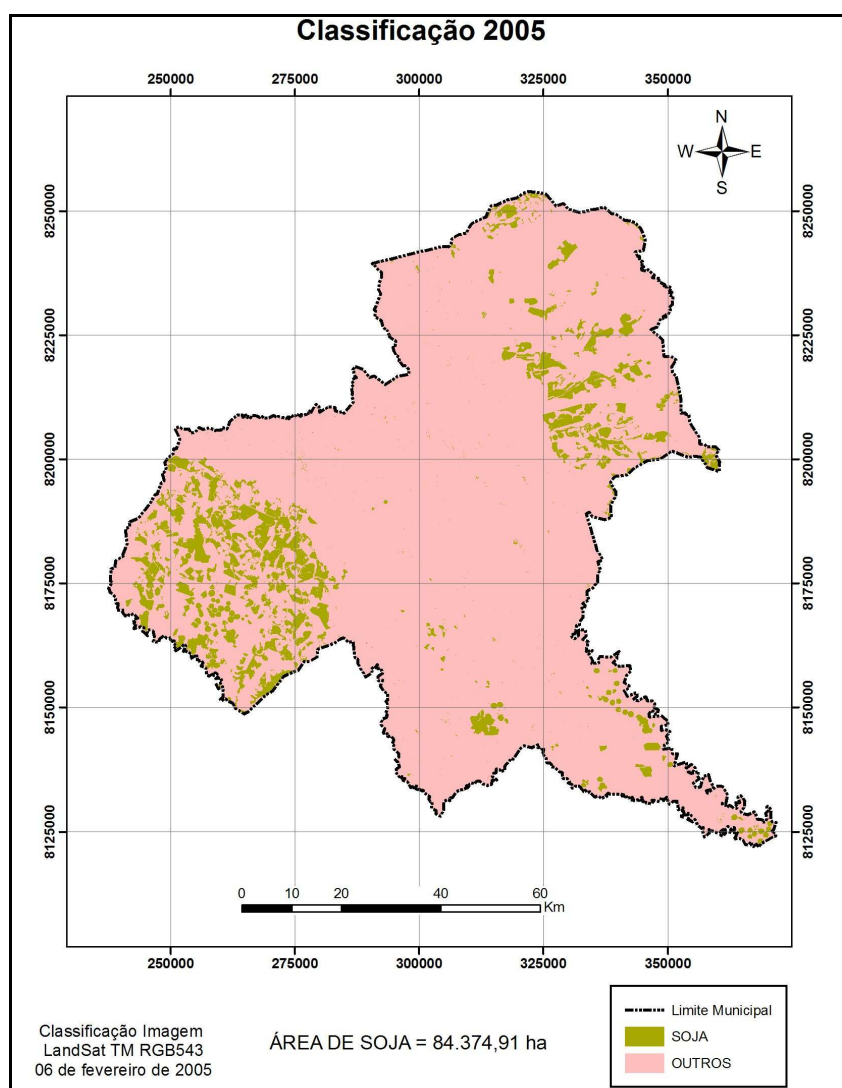 Classificação 2005
250000 275000 300000 325000 350000
N
W E
S
8250000 8250000
8225000 8225000
8200000 8200000
8175000 8175000
8150000 8150000
8125000 8125000
0 10 20 40 60
Km
250000 275000 300000 325000 350000
Classificação Imagem
LandSat TM RGB543
06 de fevereiro de 2005
ÁREA DE SOJA = 84.374,91 ha
Limite Municipal
SOJA
OUTROS